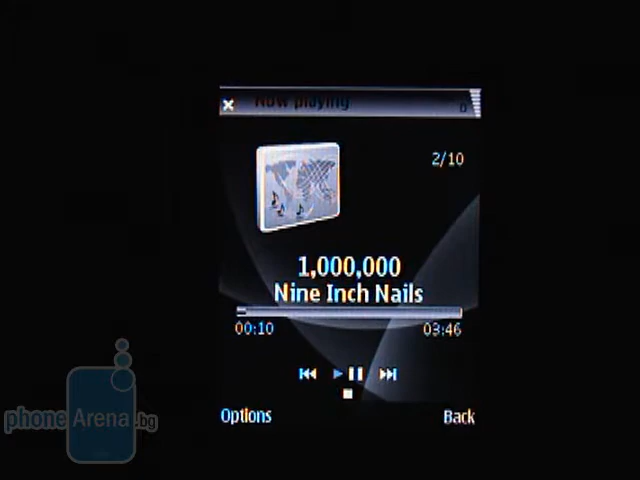 Now playing
2/10
1,000,000
Nine Inch Nails
00:10 03:46
Options Back
phoneArena.bg